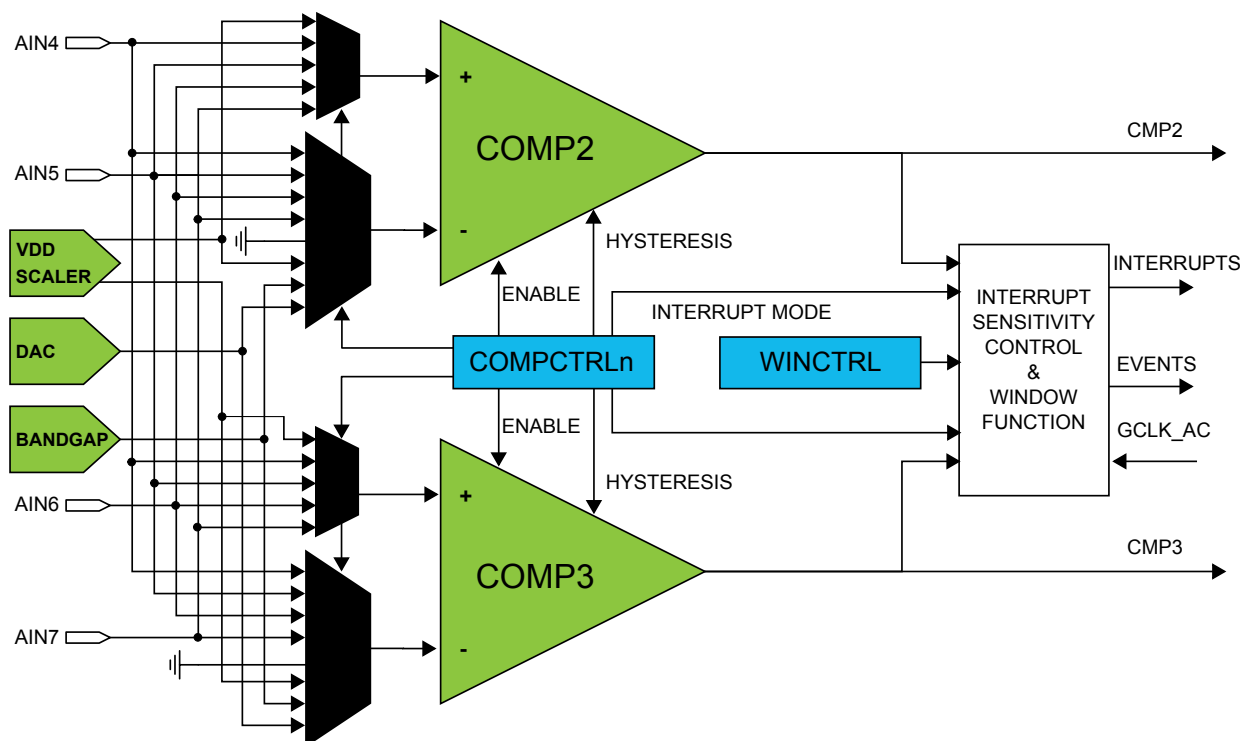 AIN4
+
COMP2
CMP2
AIN5
-
HYSTERESIS
VDD
SCALER
ENABLE
INTERRUPT MODE
INTERRUPT
SENSITIVITY
CONTROL
&
WINDOW
FUNCTION
INTERRUPTS
DAC
COMPCTRLn
WINCTRL
EVENTS
BANDGAP
ENABLE
GCLK_AC
HYSTERESIS
AIN6
+
COMP3
CMP3
AIN7
-